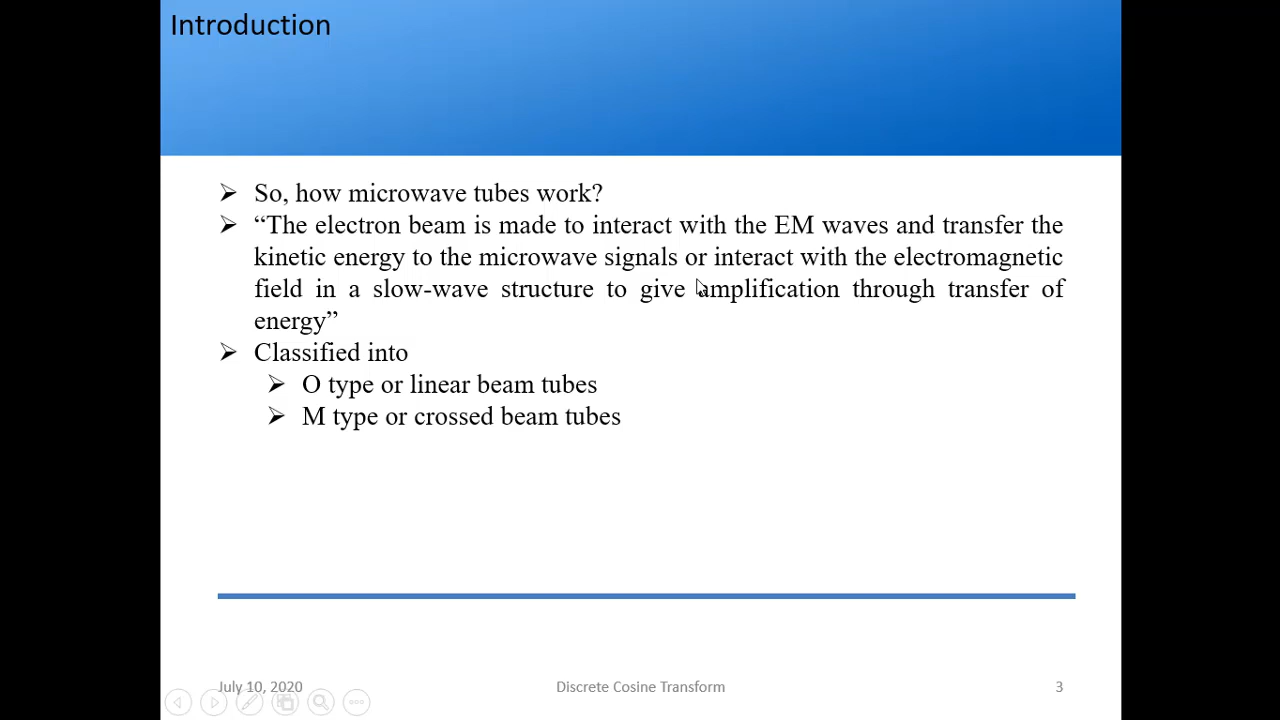 Introduction
So, how microwave tubes work?
“The electron beam is made to interact with the EM waves and transfer the
kinetic energy to the microwave signals or interact with the electromagnetic
field in a slow-wave structure to give amplification through transfer of
energy”
Classified into
O type or linear beam tubes
M type or crossed beam tubes
July 10, 2020
Discrete Cosine Transform
3